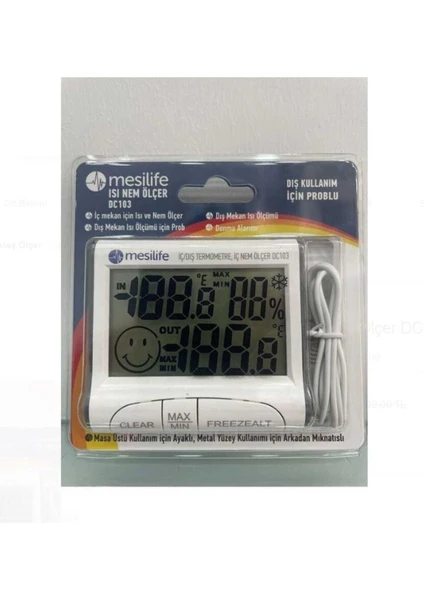 mesilife
ISI NEM ÖLÇER
DC103
İç mekan için Isı ve Nem Ölçer
Dış Mekan Isı Ölçümü için Prob
Dış Mekan Isı Ölçümü
Donma Alarmı
DIŞ KULLANIM
İÇİN PROBLU
mesilife
İÇ/DIŞ TERMOMETRE, İÇ NEM ÖLÇER DC103
IN -188.8 °C MAX MIN 88%
OUT -188.8 °C
MAX
MIN
CLEAR
MAX
MIN
FREEZEALT
Masa Üstü Kullanım için Ayaklı, Metal Yüzey Kullanımı için Arkadan Mıknatıslı